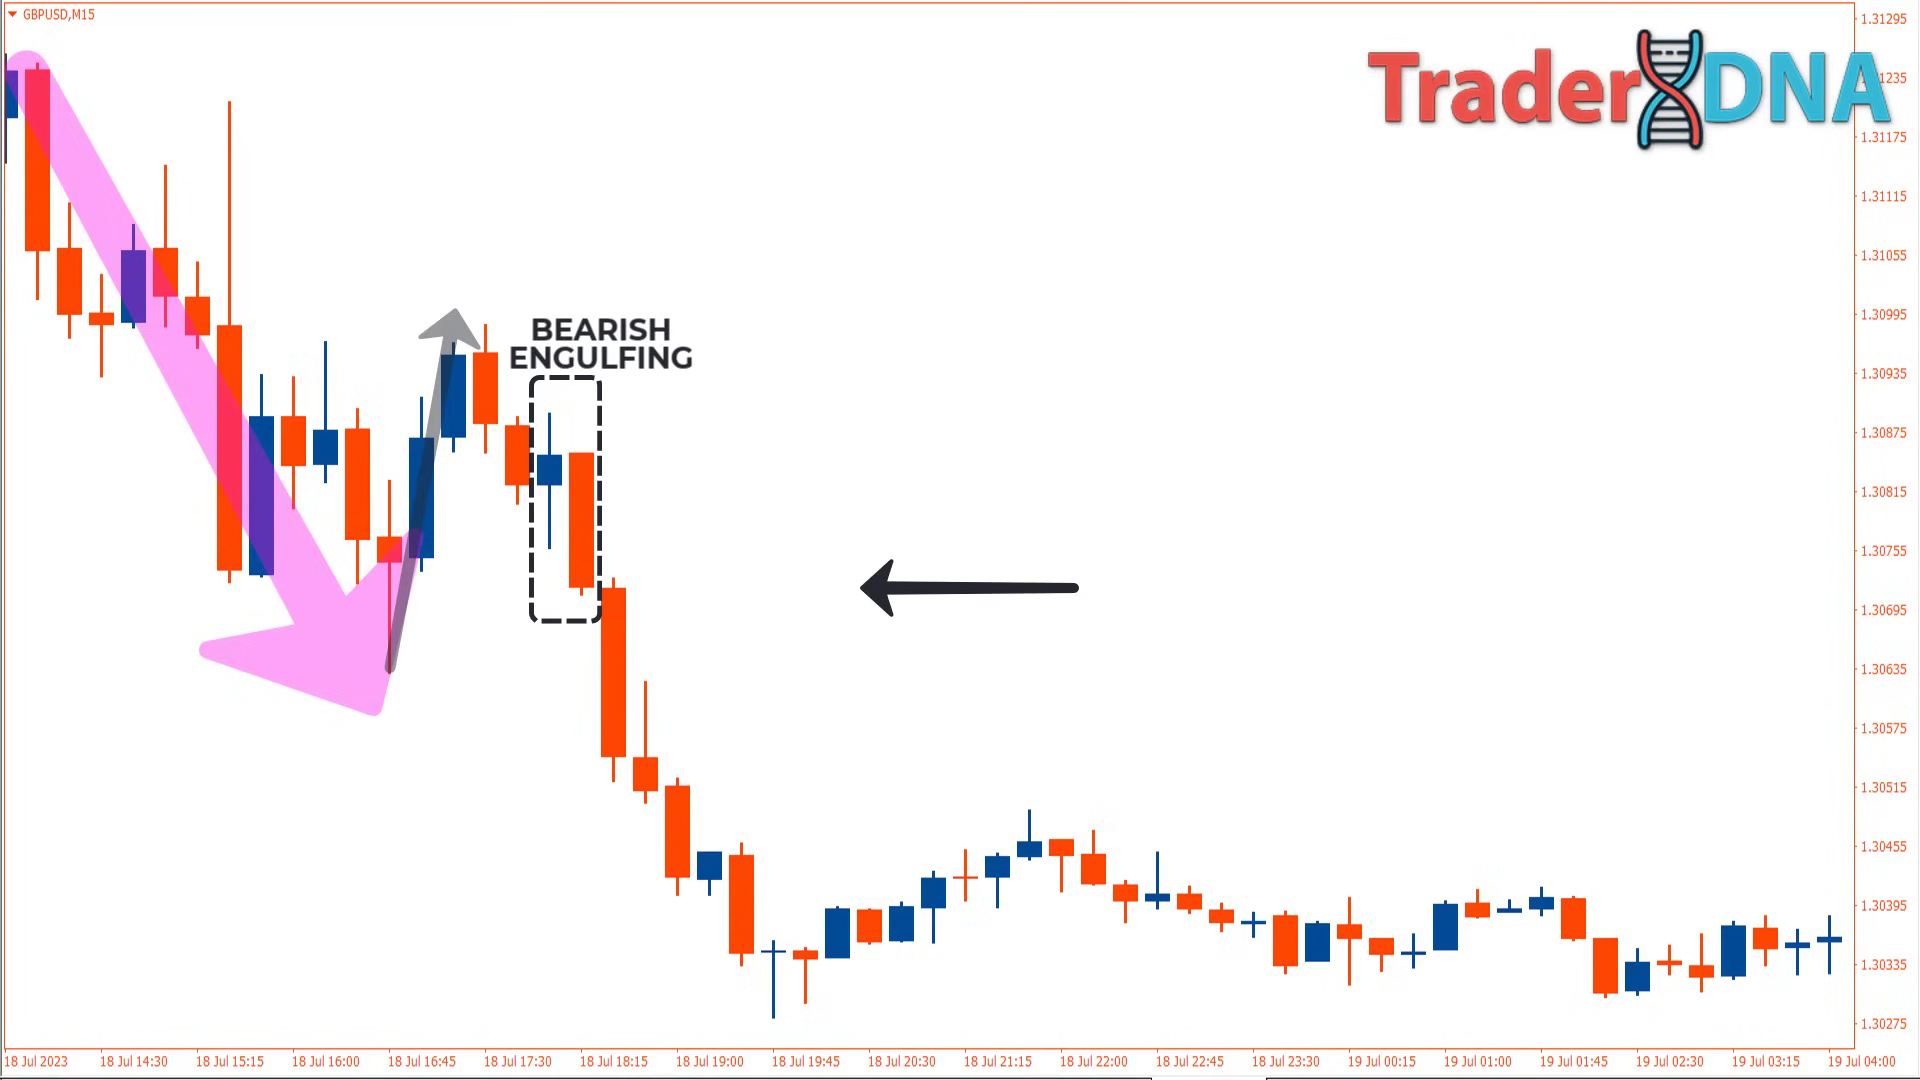 GBPUSD,M15
TraderDNA
BEARISH
ENGULFING
1.31295
1235
1.31175
1.31115
1.31055
1.30995
1.30935
1.30875
1.30815
1.30755
1.30695
1.30635
1.30575
1.30515
1.30455
1.30395
1.30335
1.30275
18 Jul 2023
18 Jul 14:30
18 Jul 15:15
18 Jul 16:00
18 Jul 16:45
18 Jul 17:30
18 Jul 18:15
18 Jul 19:00
18 Jul 19:45
18 Jul 20:30
18 Jul 21:15
18 Jul 22:00
18 Jul 22:45
18 Jul 23:30
19 Jul 00:15
19 Jul 01:00
19 Jul 01:45
19 Jul 02:30
19 Jul 03:15
19 Jul 04:00